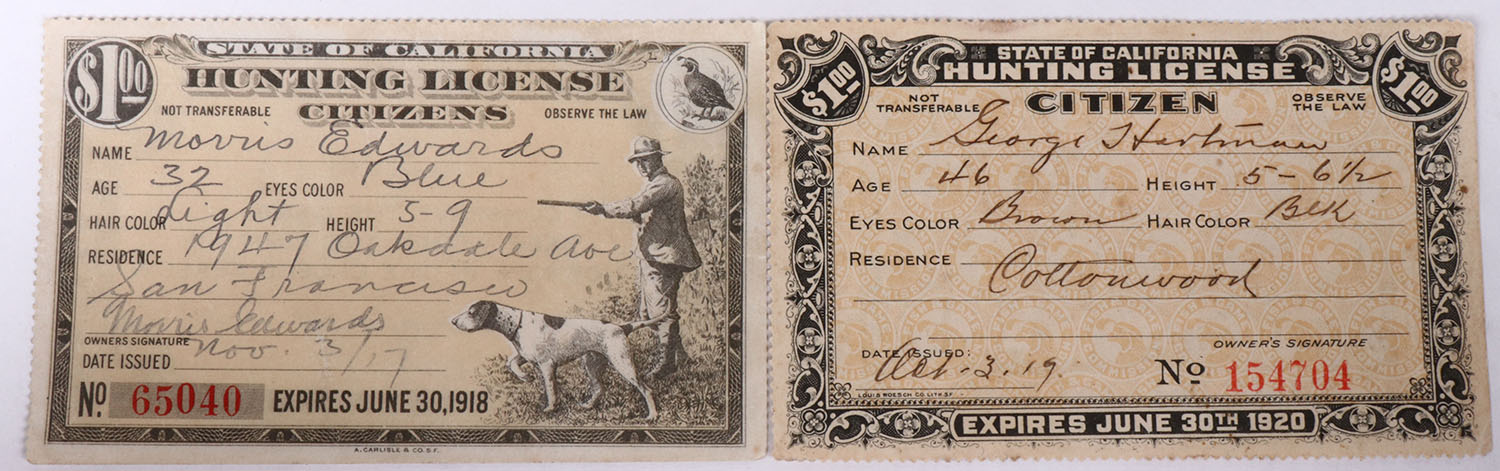 $1.00
STATE OF CALIFORNIA
HUNTING LICENSE
NOT TRANSFERABLE CITIZENS OBSERVE THE LAW
NAME Morris Edwards
AGE 32 EYES COLOR Blue
HAIR COLOR Light HEIGHT 5-9
RESIDENCE 1947 Oakdale Ave
San Francisco
Morris Edwards
OWNERS SIGNATURE
DATE ISSUED Nov. 3/17
No 65040 EXPIRES JUNE 30, 1918
A. CARLISLE & CO. S.F.
$1.00 $1.00
STATE OF CALIFORNIA
HUNTING LICENSE
NOT TRANSFERABLE CITIZEN OBSERVE THE LAW
NAME George Hartman
AGE 46 HEIGHT 5-6½
EYES COLOR Brown HAIR COLOR Blk
RESIDENCE
Cottonwood
OWNER'S SIGNATURE
DATE ISSUED: Oct. 3. 19.
No 154704
LOUIS ROESCH CO. LITH. S.F.
EXPIRES JUNE 30TH 1920